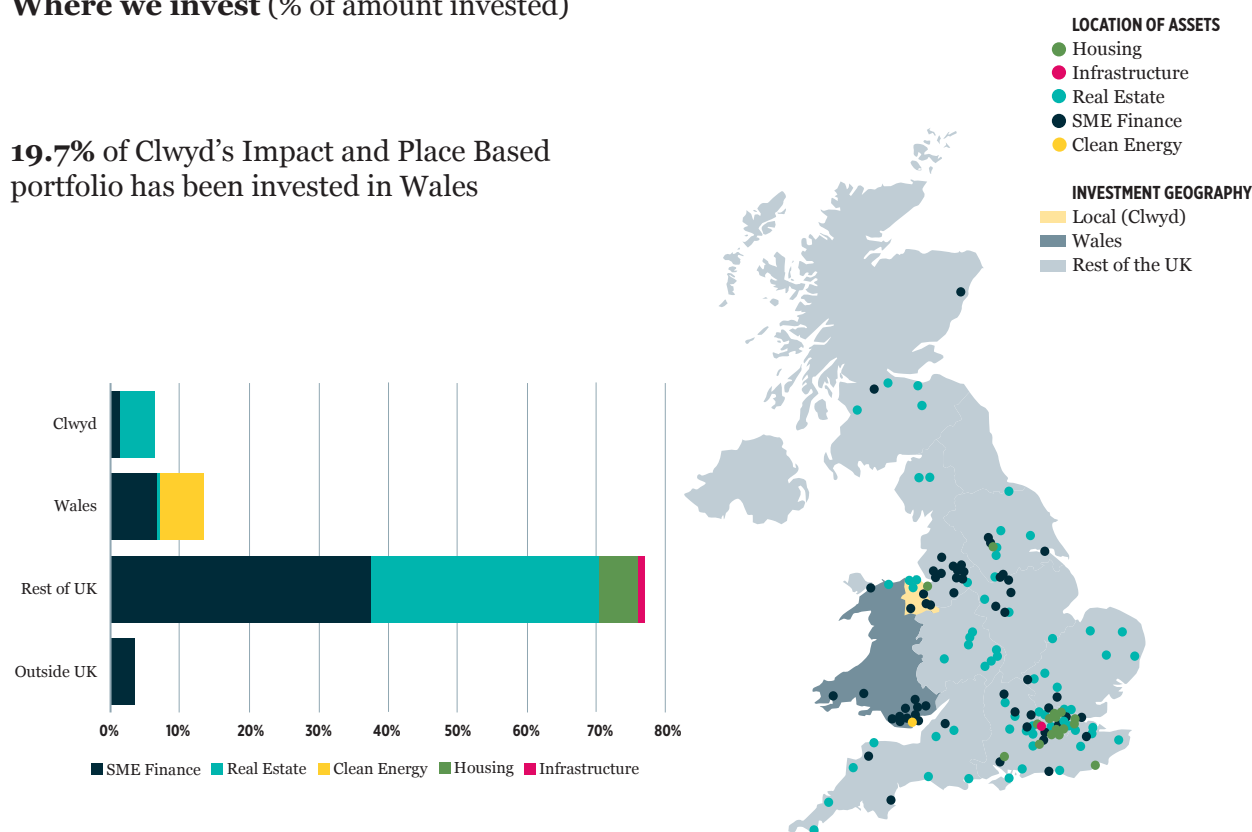 Where we invest (% of amount invested)
19.7% of Clwyd's Impact and Place Based
portfolio has been invested in Wales
LOCATION OF ASSETS
Housing
Infrastructure
Real Estate
SME Finance
Clean Energy
INVESTMENT GEOGRAPHY
Local (Clwyd)
Wales
Rest of the UK
Clwyd
Wales
Rest of UK
Outside UK
0% 10% 20% 30% 40% 50% 60% 70% 80%
SME Finance Real Estate Clean Energy Housing Infrastructure